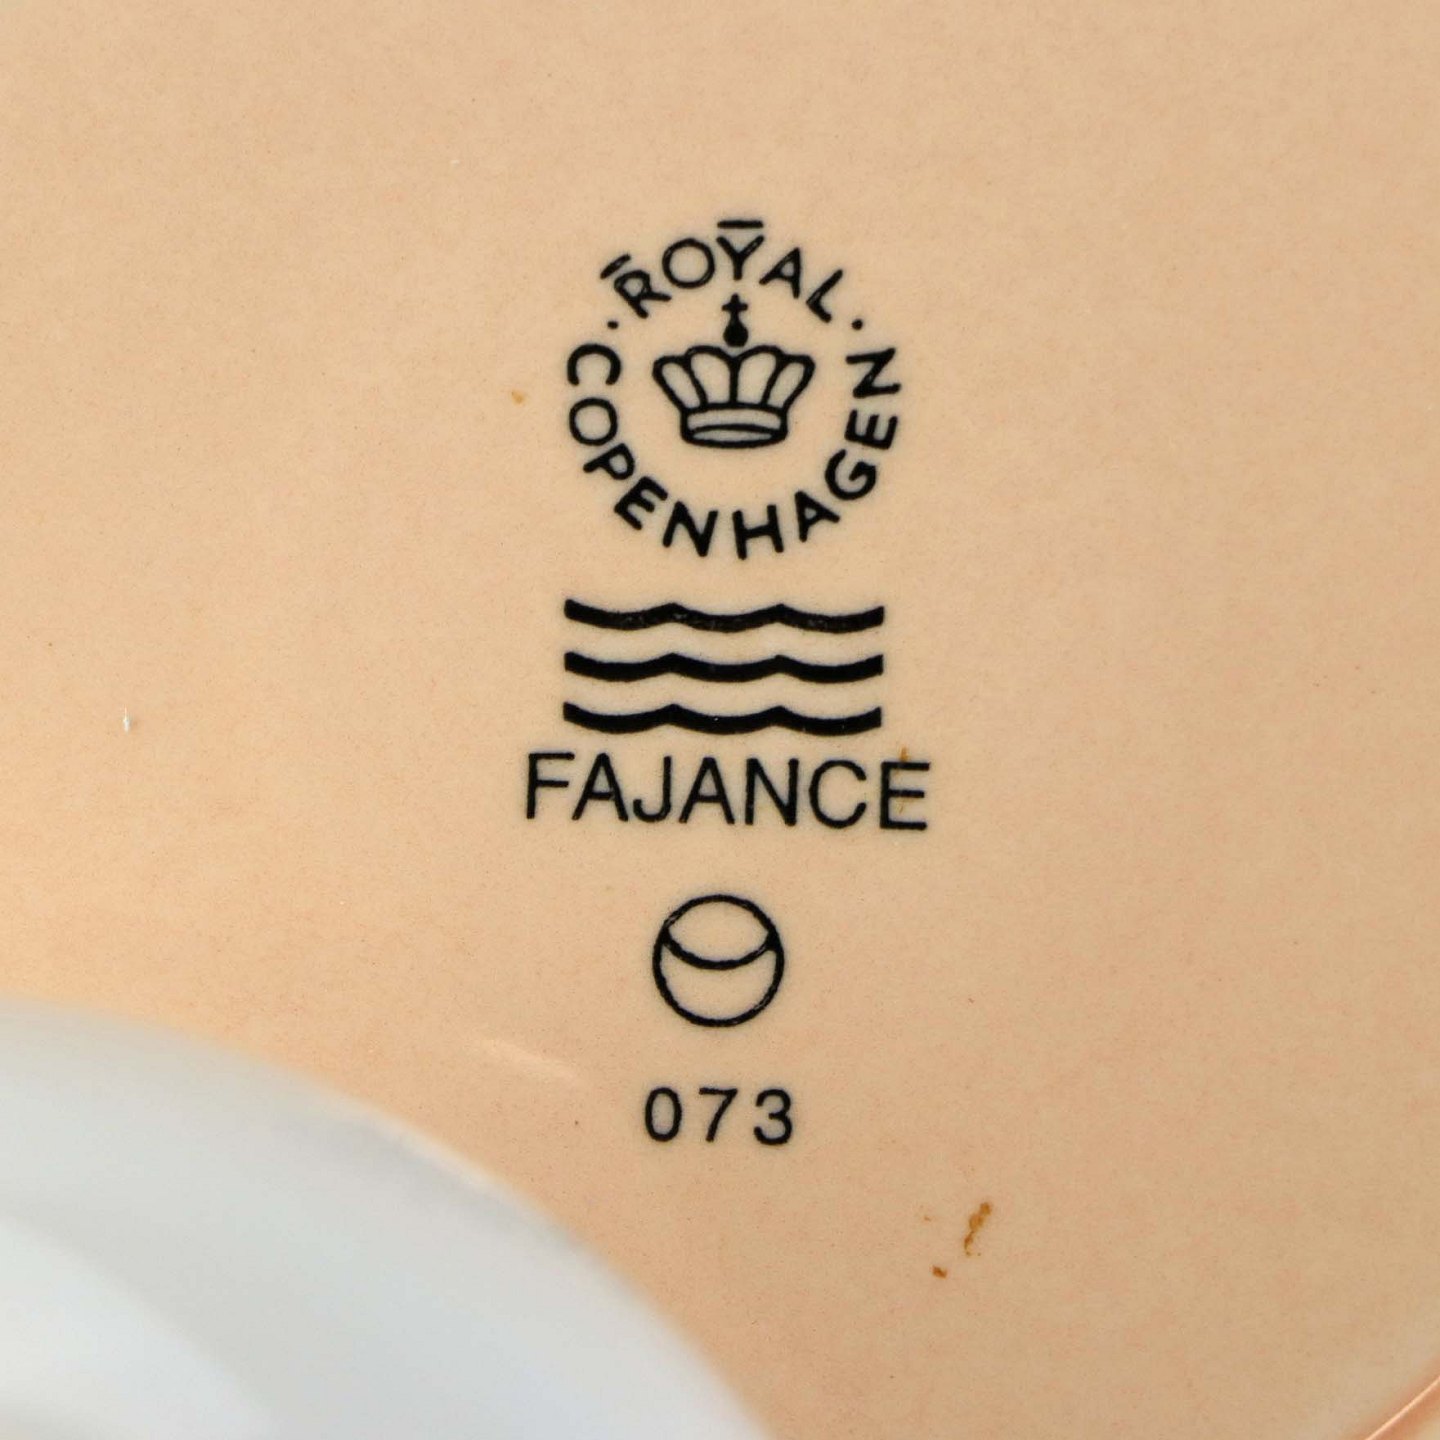 ROYAL · COPENHAGEN ·
FAJANCE
073